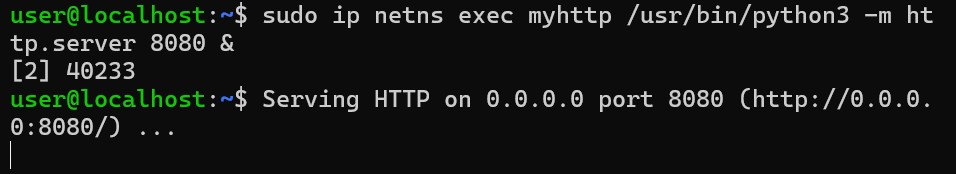 user@localhost:~$ sudo ip netns exec myhttp /usr/bin/python3 -m ht
tp.server 8080 &
[2] 40233
user@localhost:~$ Serving HTTP on 0.0.0.0 port 8080 (http://0.0.0.
0:8080/) ...